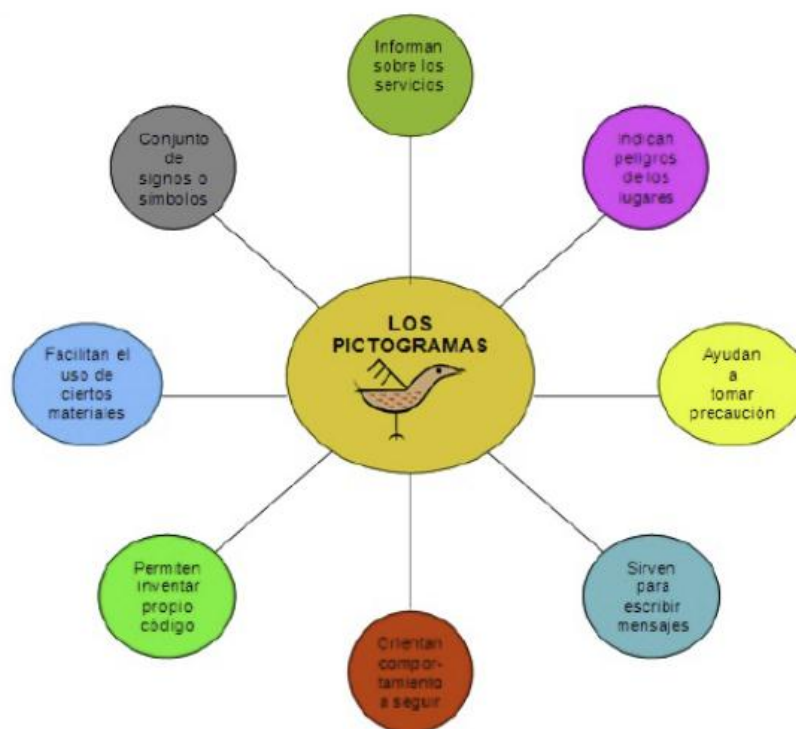 Informan
sobre los
servicios
Conjunto
de
signos o
símbolos
Indican
peligros
de los
lugares
LOS
PICTOGRAMAS
Facilitan el
uso de
ciertos
materiales
Ayudan
a
tomar
precaución
Permiten
inventar
propio
código
Sirven
para
escribir
mensajes
Orientan
compor-
tamiento
a seguir